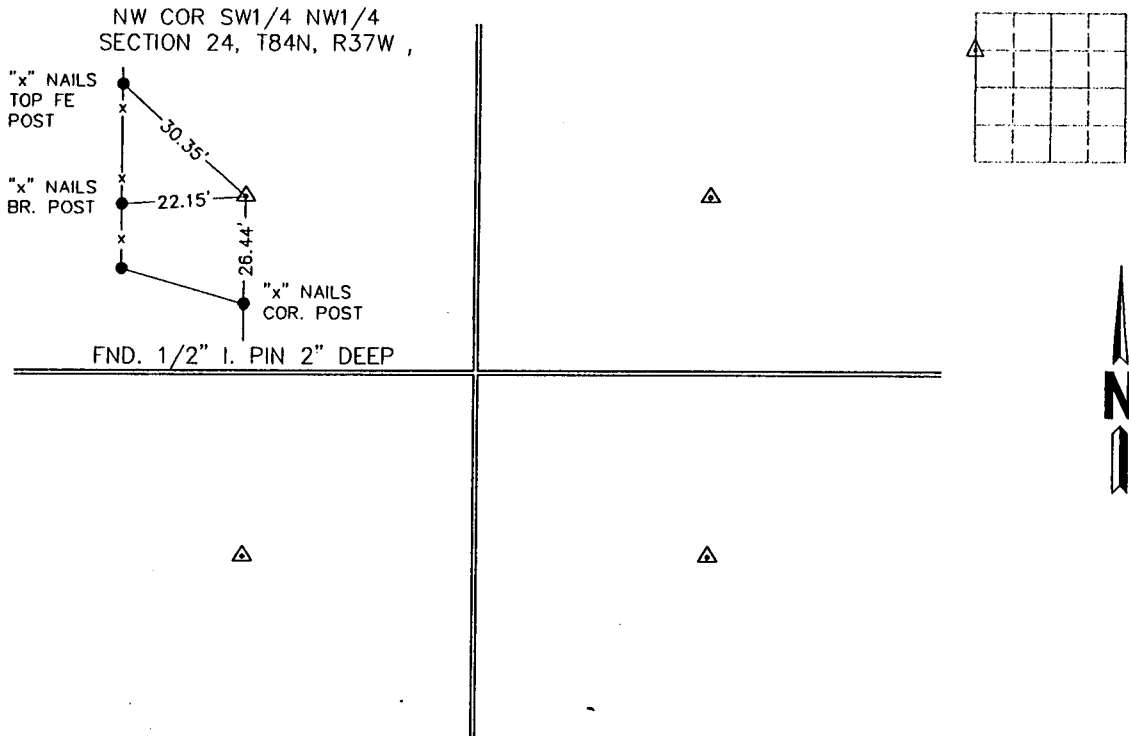 NW COR SW1/4 NW1/4
SECTION 24, T84N, R37W ,
"x" NAILS
TOP FE
POST
30.35'
"x" NAILS
BR. POST
22.15'
26.44'
"x" NAILS
COR. POST
FND. 1/2" I. PIN 2" DEEP
x
x
x
N